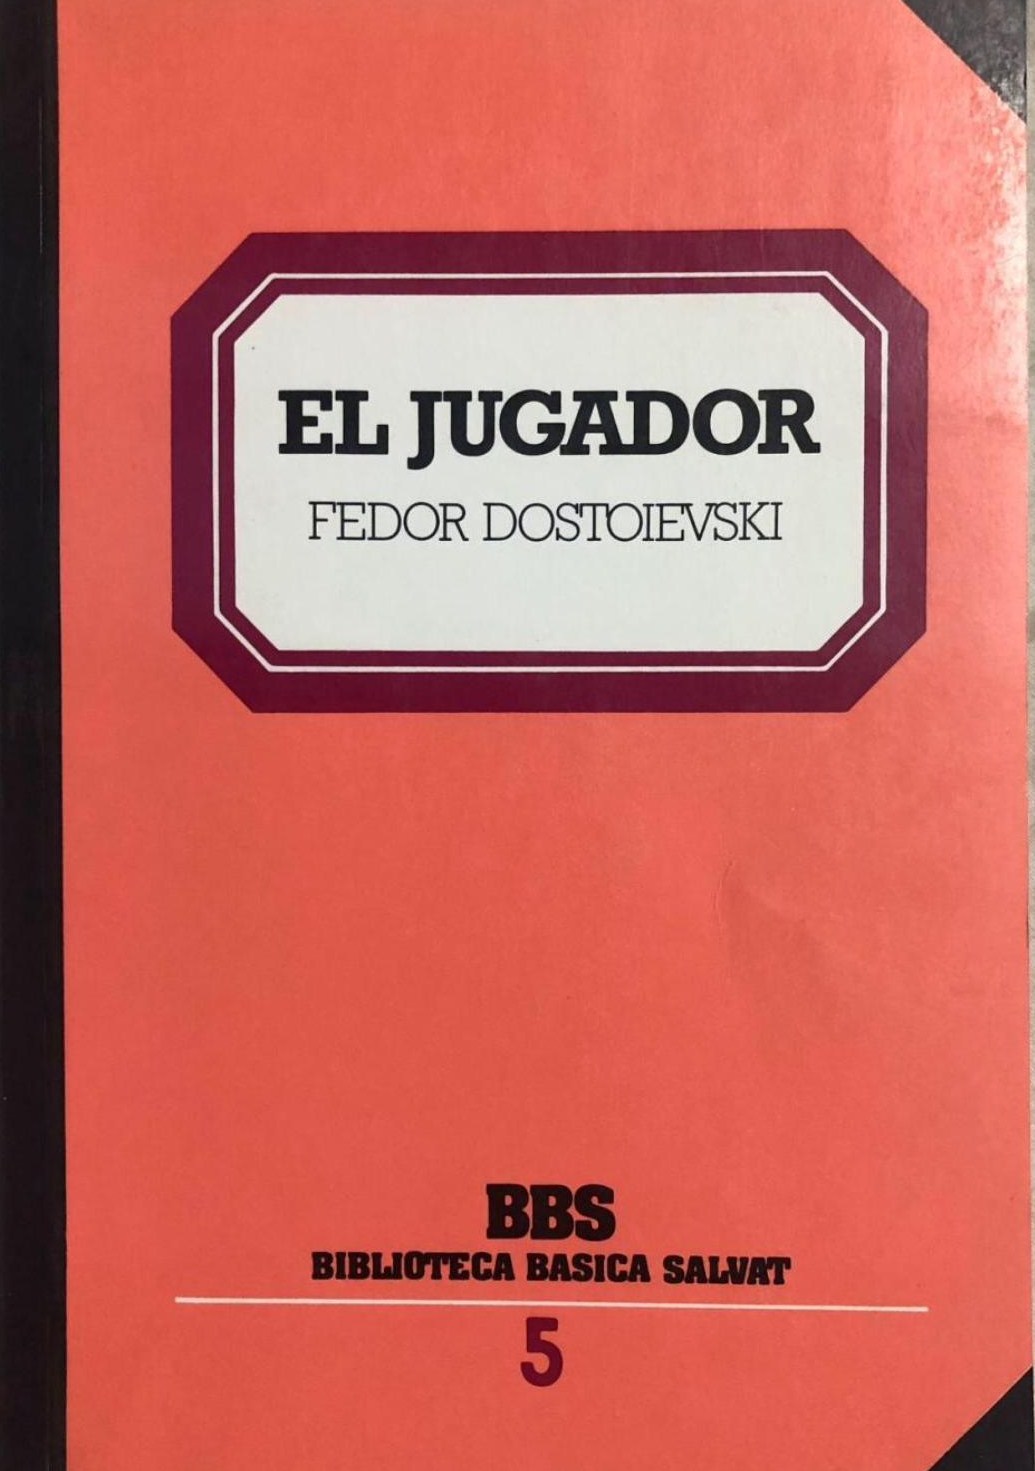 EL JUGADOR
FEDOR DOSTOIEVSKI
BBS
BIBLIOTECA BASICA SALVAT
5